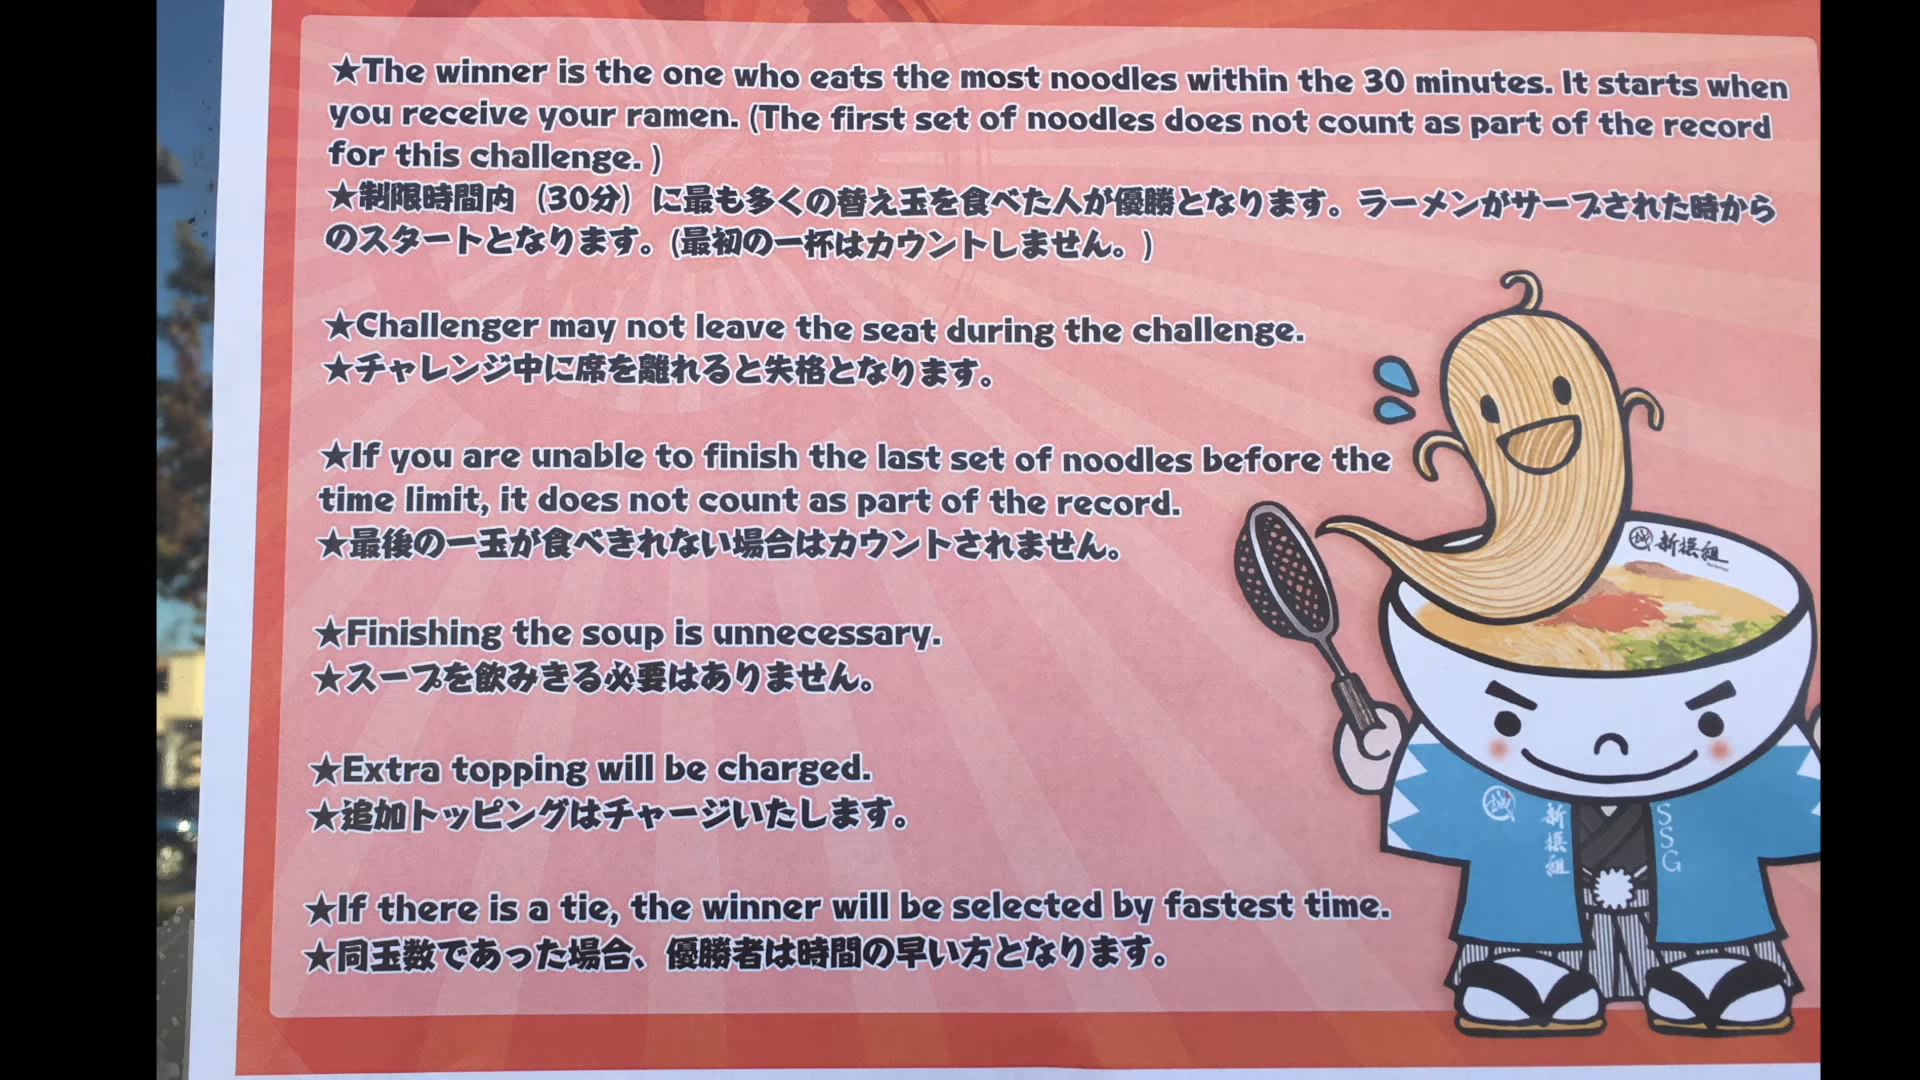 ★The winner is the one who eats the most noodles within the 30 minutes. It starts when
you receive your ramen. (The first set of noodles does not count as part of the record
for this challenge. )
★制限時間内（30分）に最も多くの替え玉を食べた人が優勝となります。ラーメンがサーブされた時から
のスタートとなります。(最初の一杯はカウントしません。)
★Challenger may not leave the seat during the challenge.
★チャレンジ中に席を離れると失格となります。
★If you are unable to finish the last set of noodles before the
time limit, it does not count as part of the record.
★最後の一玉が食べきれない場合はカウントされません。
誠 新撰組
★Finishing the soup is unnecessary.
★スープを飲みきる必要はありません。
★Extra topping will be charged.
★追加トッピングはチャージいたします。
誠
新撰組
SSG
★If there is a tie, the winner will be selected by fastest time.
★同玉数であった場合、優勝者は時間の早い方となります。